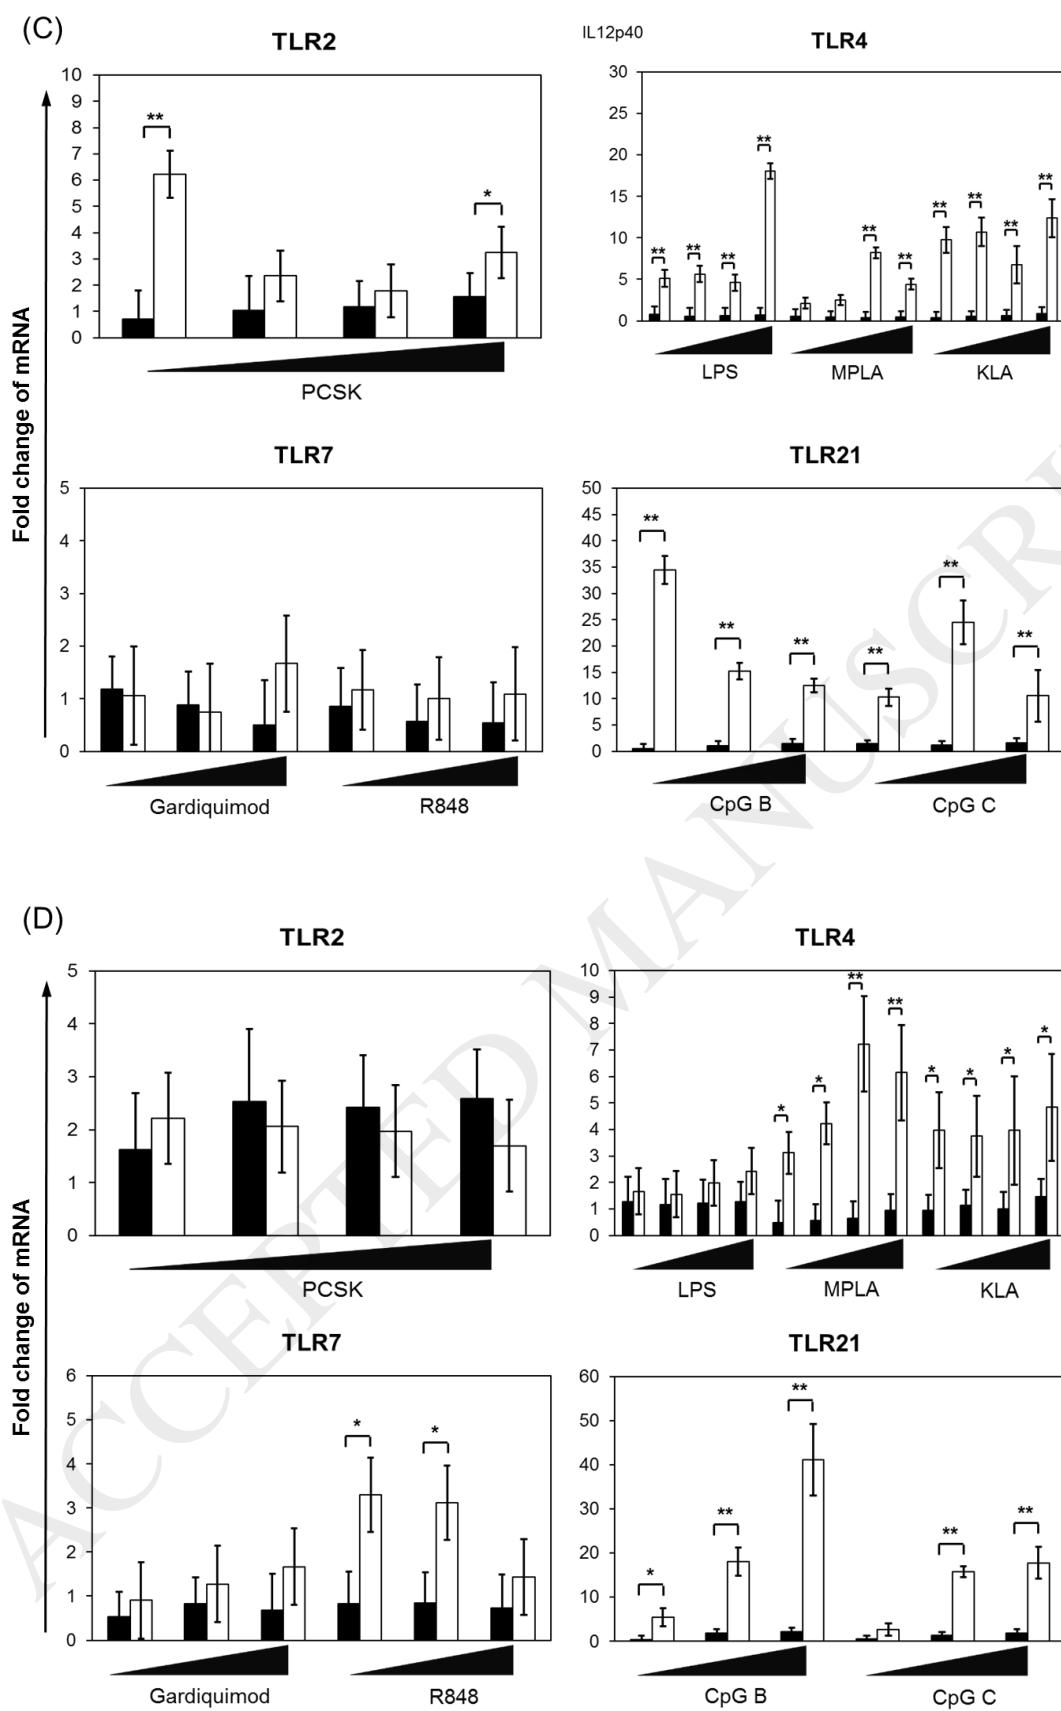 (C)
TLR2
10
9
8
7
6
5
4
3
2
1
0
**
*
PCSK
IL12p40
TLR4
30
25
20
15
10
5
0
** ** ** ** ** ** ** ** ** **
LPS MPLA KLA
Fold change of mRNA
TLR7
5
4
3
2
1
0
Gardiquimod R848
TLR21
50
45
40
35
30
25
20
15
10
5
0
** ** ** ** ** **
CpG B CpG C
(D)
TLR2
5
4
3
2
1
0
PCSK
TLR4
10
9
8
7
6
5
4
3
2
1
0
* * ** ** * * * *
LPS MPLA KLA
Fold change of mRNA
TLR7
6
5
4
3
2
1
0
* *
Gardiquimod R848
TLR21
60
50
40
30
20
10
0
* ** ** ** **
CpG B CpG C
ACCEPTED MANUSCRI